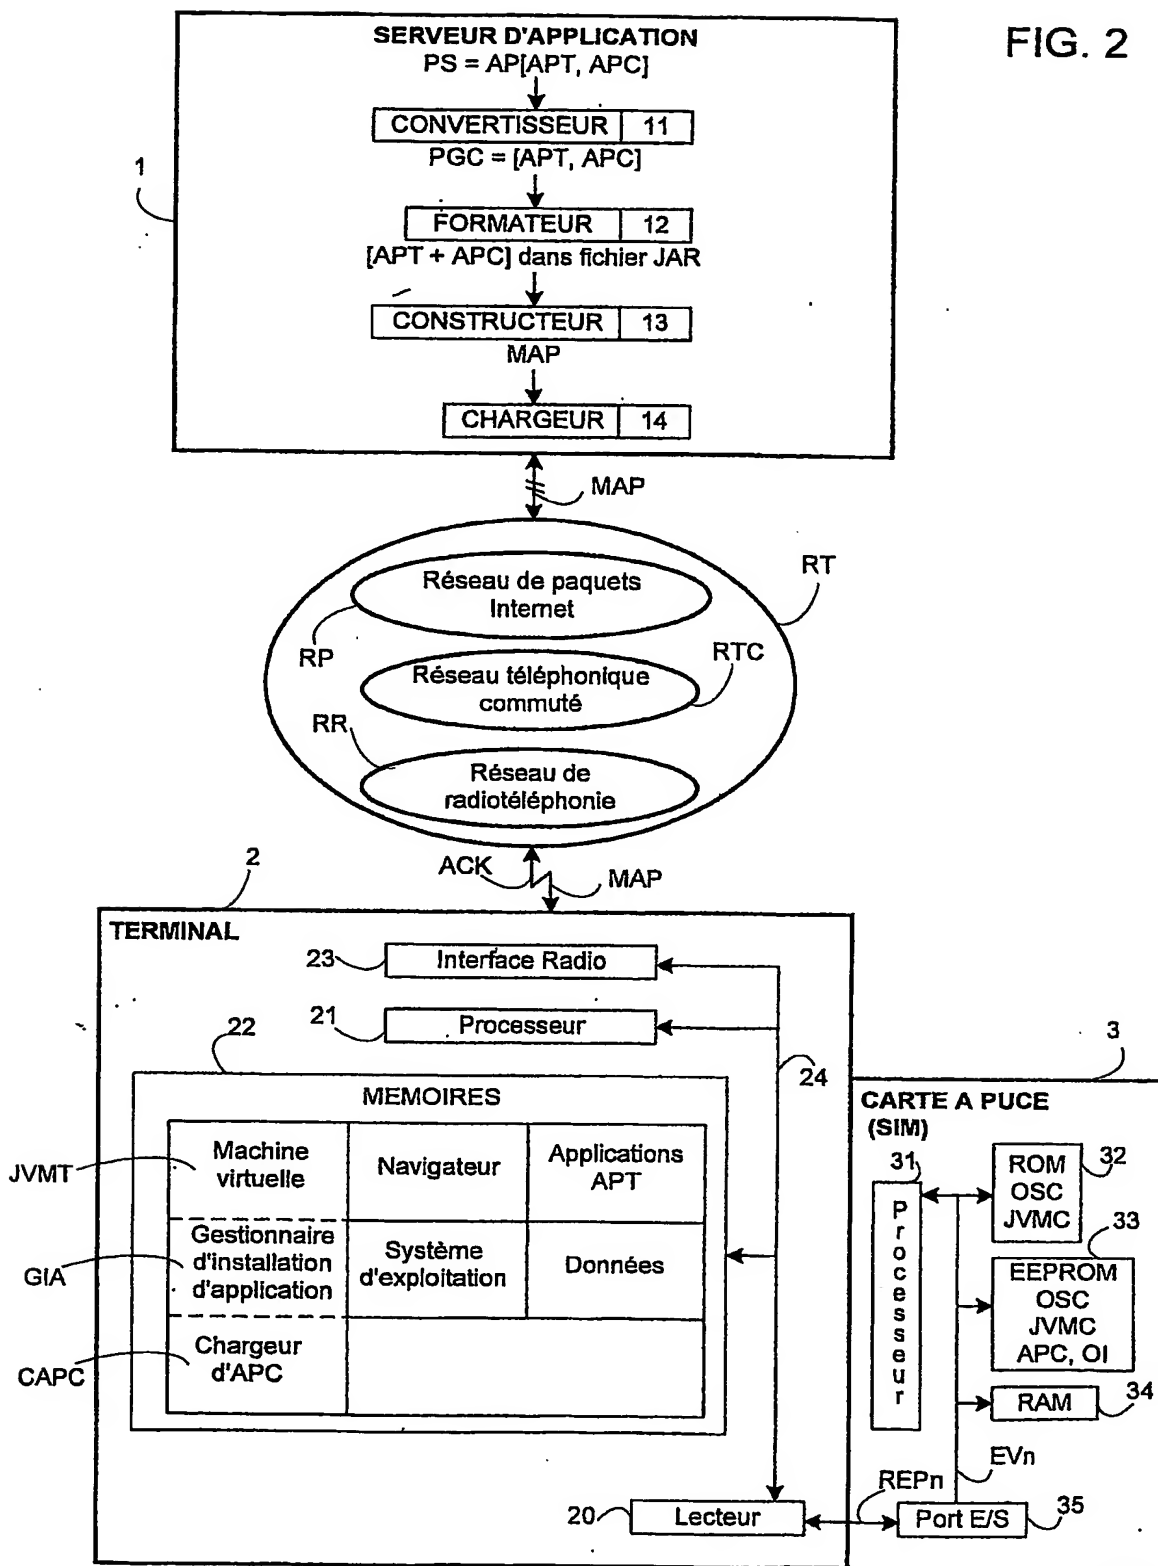 FIG. 2
SERVEUR D'APPLICATION
PS = AP[APT, APC]
CONVERTISSEUR 11
PGC = [APT, APC]
1
FORMATEUR 12
[APT + APC] dans fichier JAR
CONSTRUCTEUR 13
MAP
CHARGEUR 14
MAP
RT
Réseau de paquets
Internet
RP
RTC
Réseau téléphonique
commuté
RR
Réseau de
radiotéléphonie
ACK
MAP
2
TERMINAL
23
Interface Radio
21
Processeur
22
24
MEMOIRES
JVMT
Machine
virtuelle
Navigateur
Applications
APT
GIA
Gestionnaire
d'installation
d'application
Système
d'exploitation
Données
CAPC
Chargeur
d'APC
20
Lecteur
REPn
3
CARTE A PUCE
(SIM)
31
Processeur
32
ROM
OSC
JVMC
33
EEPROM
OSC
JVMC
APC, OI
RAM
34
EVn
Port E/S
35